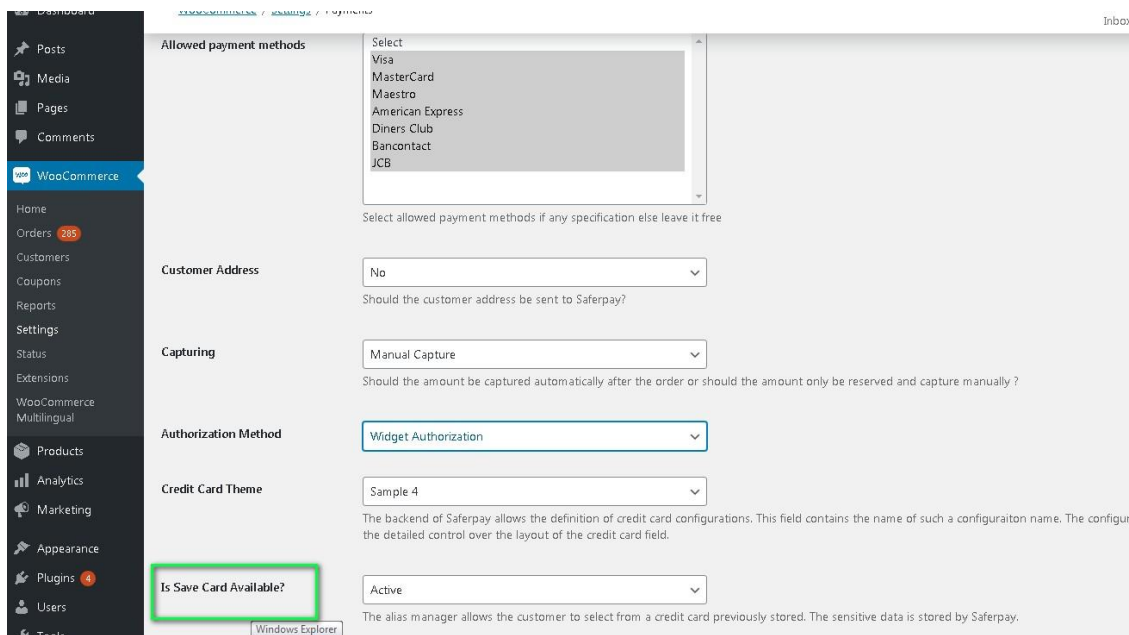 Dashboard
WooCommerce / Settings / Payments
Inbox
Posts
Media
Pages
Comments
WooCommerce
Home
Orders 285
Customers
Coupons
Reports
Settings
Status
Extensions
WooCommerce
Multilingual
Products
Analytics
Marketing
Appearance
Plugins 4
Users
Tools
Allowed payment methods
Select
Visa
MasterCard
Maestro
American Express
Diners Club
Bancontact
JCB
Select allowed payment methods if any specification else leave it free
Customer Address
No
Should the customer address be sent to Saferpay?
Capturing
Manual Capture
Should the amount be captured automatically after the order or should the amount only be reserved and capture manually ?
Authorization Method
Widget Authorization
Credit Card Theme
Sample 4
The backend of Saferpay allows the definition of credit card configurations. This field contains the name of such a configuraiton name. The configur
the detailed control over the layout of the credit card field.
Is Save Card Available?
Active
The alias manager allows the customer to select from a credit card previously stored. The sensitive data is stored by Saferpay.
Windows Explorer